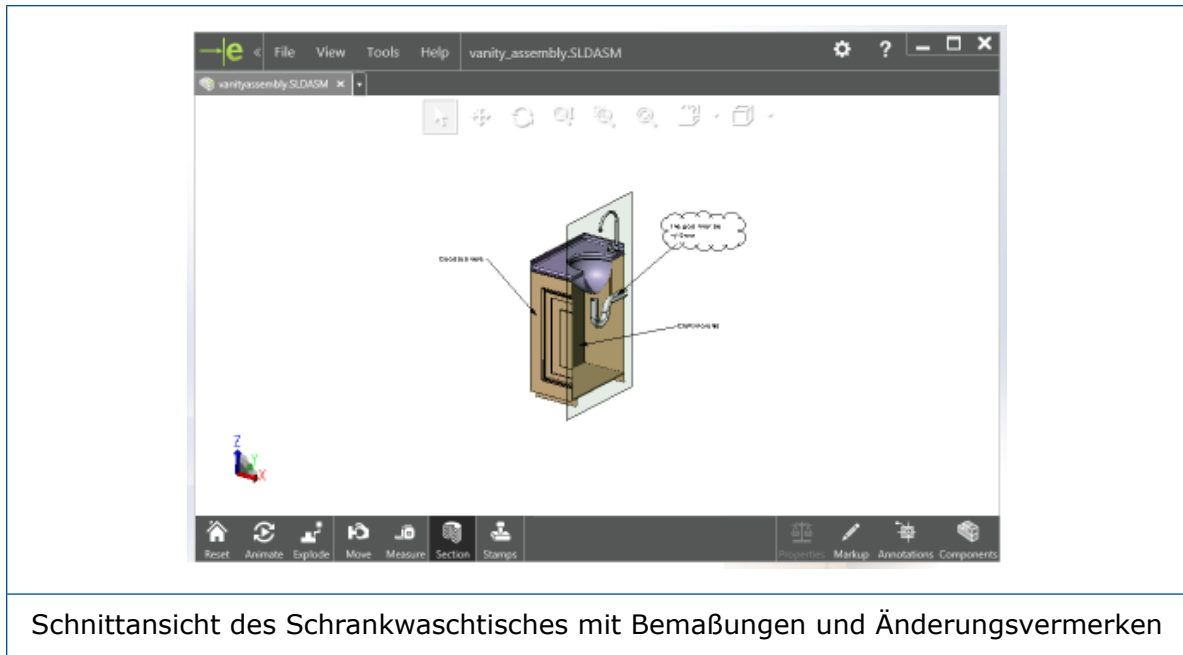 e « File View Tools Help vanity_assembly.SLDASM ?
vanityassembly.SLDASM
Z
Y
X
Reset Animate Explode Move Measure Section Stamps Properties Markup Annotations Components
Schnittansicht des Schrankwaschtisches mit Bemaßungen und Änderungsvermerken